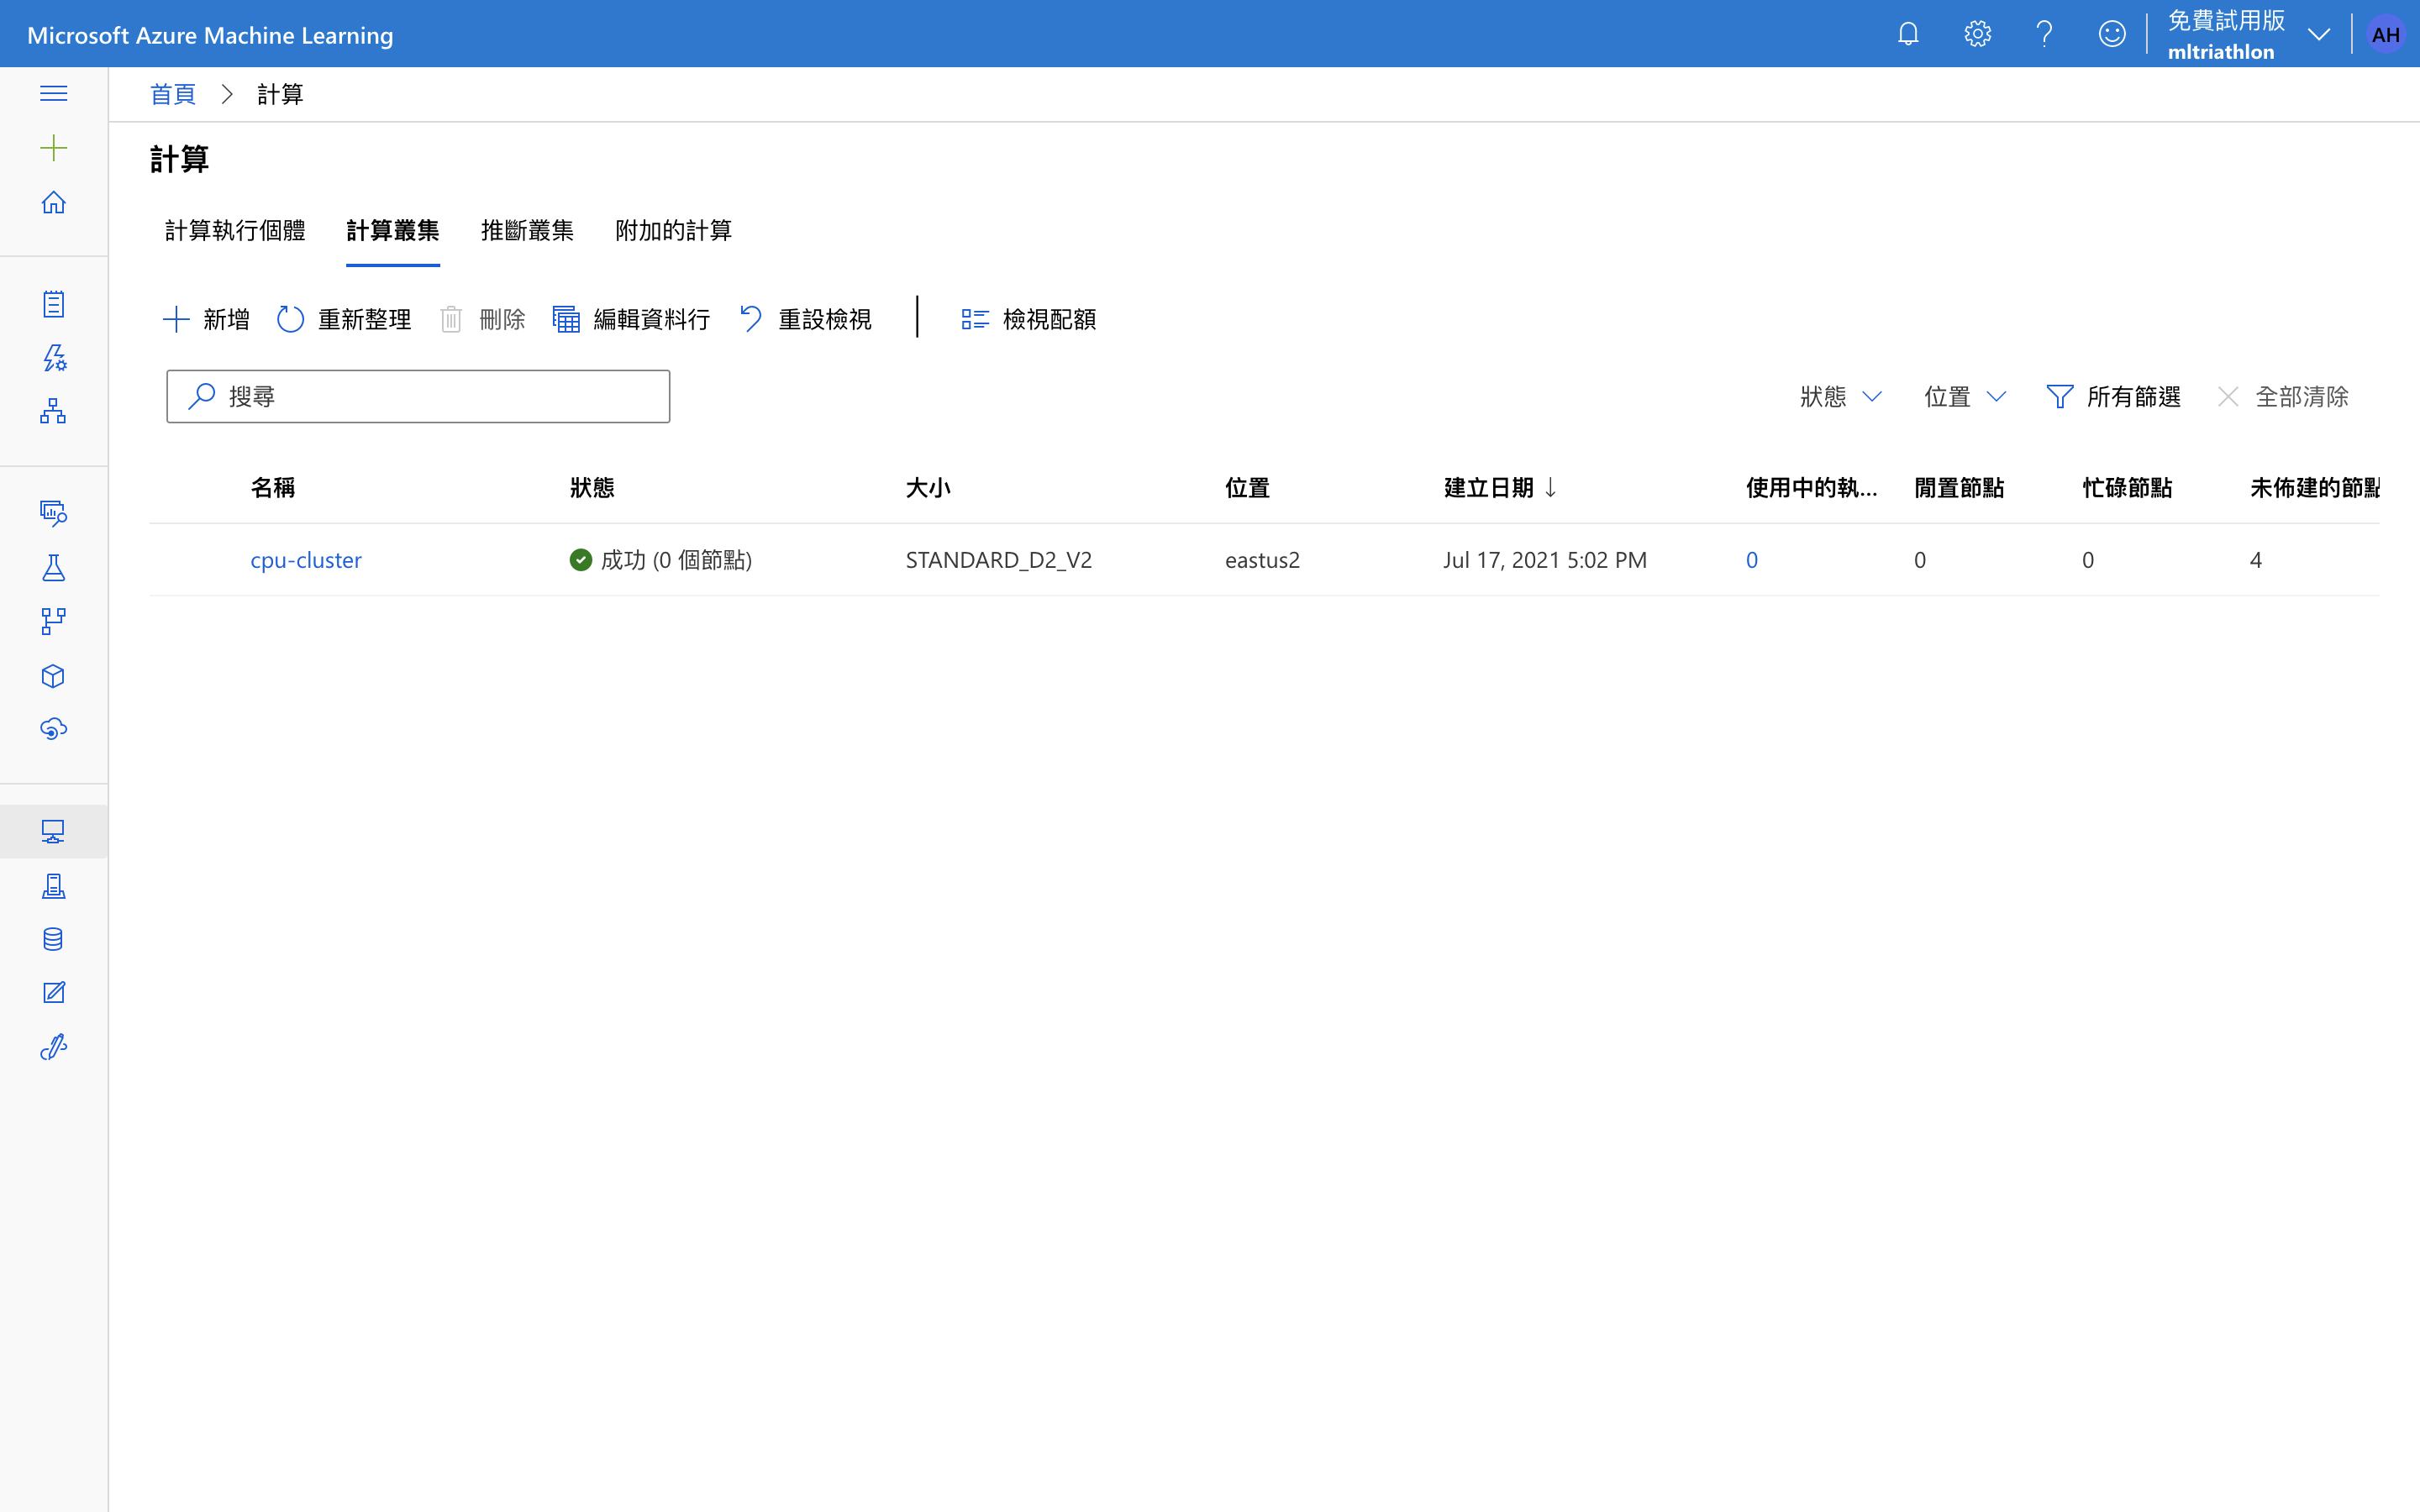 Microsoft Azure Machine Learning
免費試用版
mltriathlon
AH
首頁 計算
計算
計算執行個體 計算叢集 推斷叢集 附加的計算
新增 重新整理 刪除 編輯資料行 重設檢視 檢視配額
搜尋 狀態 位置 所有篩選 全部清除
名稱 狀態 大小 位置 建立日期 使用中的執... 閒置節點 忙碌節點 未佈建的節點
cpu-cluster 成功 (0 個節點) STANDARD_D2_V2 eastus2 Jul 17, 2021 5:02 PM 0 0 0 4